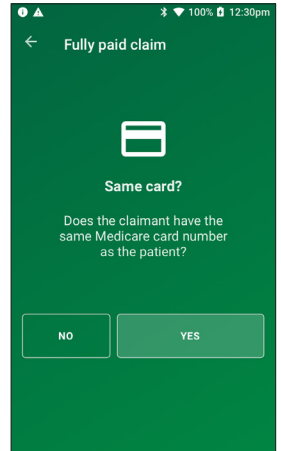 100% 12:30pm
Fully paid claim
Same card?
Does the claimant have the
same Medicare card number
as the patient?
NO YES